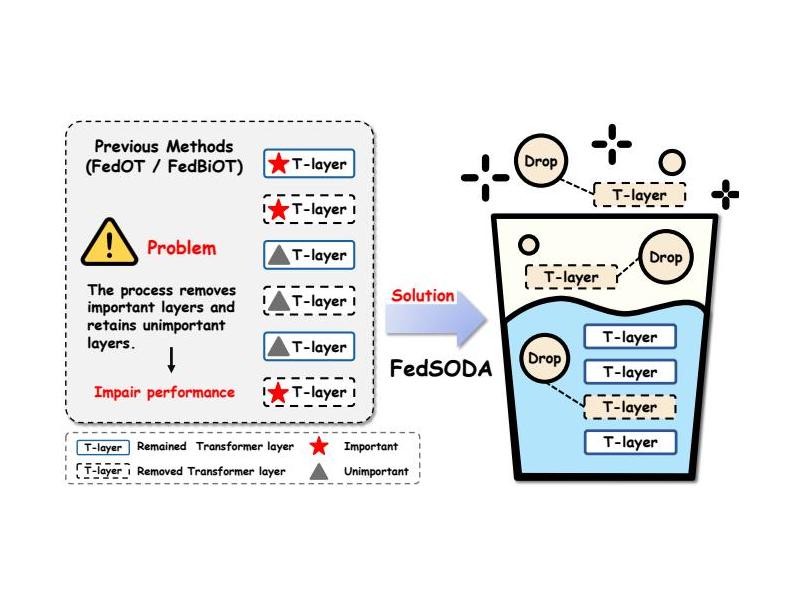 Previous Methods
(FedOT / FedBiOT)
Problem
The process removes
important layers and
retains unimportant
layers.
Impair performance
T-layer
T-layer
T-layer
T-layer
T-layer
T-layer
T-layer Remained Transformer layer Important
T-layer Removed Transformer layer Unimportant
Solution
FedSODA
Drop
T-layer
Drop
T-layer
T-layer
Drop
T-layer
T-layer
T-layer